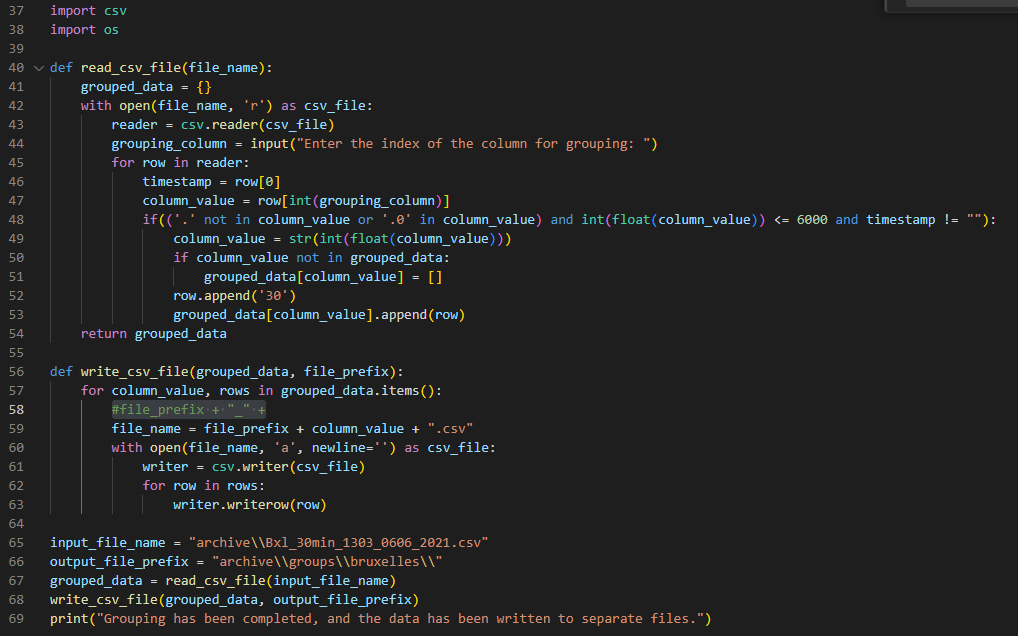 37 import csv
38 import os
39
40 def read_csv_file(file_name):
41     grouped_data = {}
42     with open(file_name, 'r') as csv_file:
43         reader = csv.reader(csv_file)
44         grouping_column = input("Enter the index of the column for grouping: ")
45         for row in reader:
46             timestamp = row[0]
47             column_value = row[int(grouping_column)]
48             if(('.' not in column_value or '.0' in column_value) and int(float(column_value)) <= 6000 and timestamp != ""):
49                 column_value = str(int(float(column_value)))
50                 if column_value not in grouped_data:
51                     grouped_data[column_value] = []
52                 row.append('30')
53                 grouped_data[column_value].append(row)
54     return grouped_data
55
56 def write_csv_file(grouped_data, file_prefix):
57     for column_value, rows in grouped_data.items():
58         #file_prefix + "_" +
59         file_name = file_prefix + column_value + ".csv"
60         with open(file_name, 'a', newline='') as csv_file:
61             writer = csv.writer(csv_file)
62             for row in rows:
63                 writer.writerow(row)
64
65 input_file_name = "archive\\Bxl_30min_1303_0606_2021.csv"
66 output_file_prefix = "archive\\groups\\bruxelles\\"
67 grouped_data = read_csv_file(input_file_name)
68 write_csv_file(grouped_data, output_file_prefix)
69 print("Grouping has been completed, and the data has been written to separate files.")